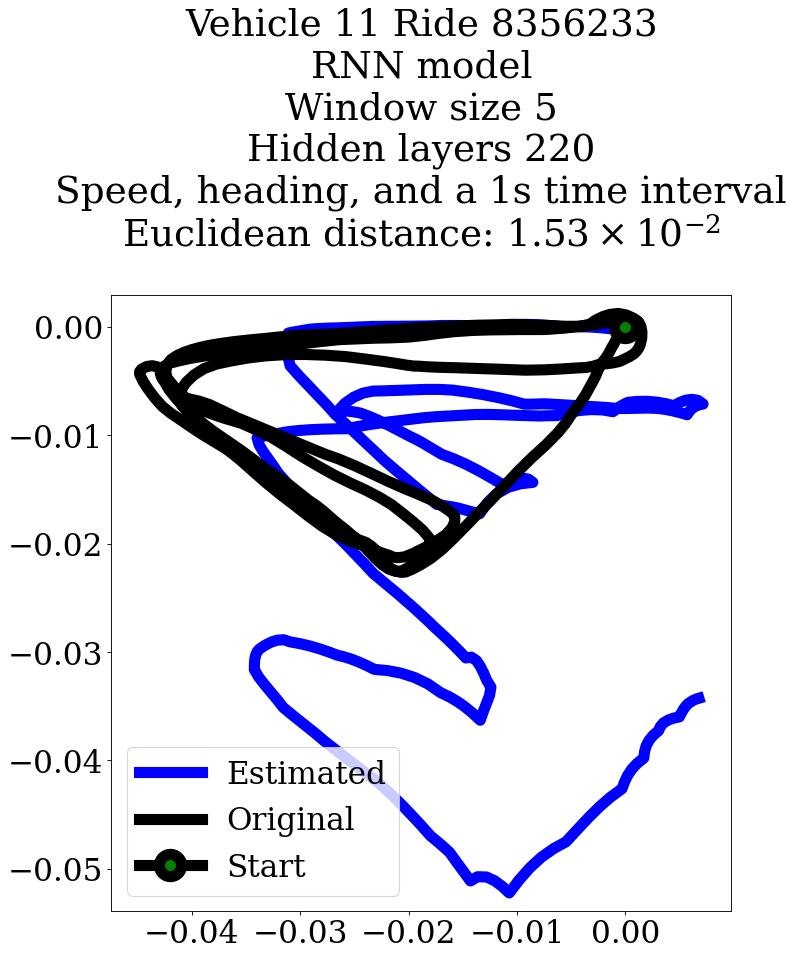 Vehicle 11 Ride 8356233
RNN model
Window size 5
Hidden layers 220
Speed, heading, and a 1s time interval
Euclidean distance: 1.53 × 10⁻²
0.00
−0.01
−0.02
−0.03
−0.04
−0.05
Estimated
Original
Start
−0.04 −0.03 −0.02 −0.01 0.00